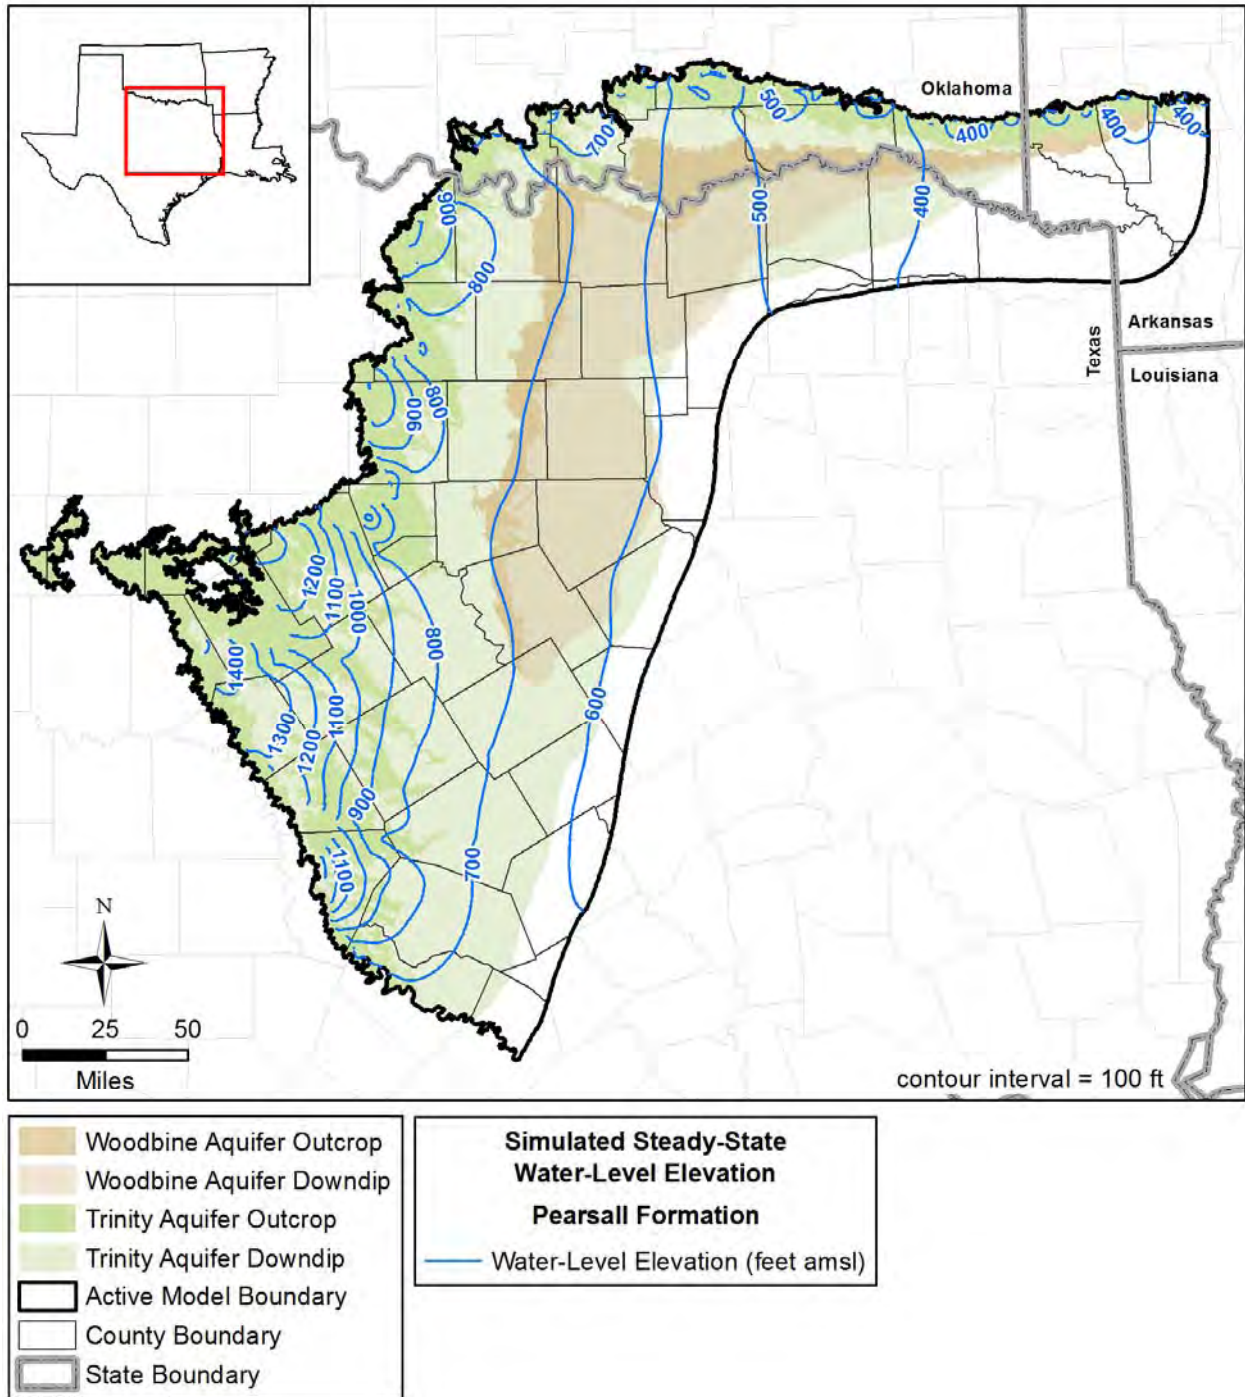 Oklahoma
Texas
Arkansas
Louisiana
500
700
400
400
400
900
800
500
400
800
900
1200
1100
1000
800
1400
1300
1200
1100
600
900
1100
700
N
0 25 50
Miles
contour interval = 100 ft
Woodbine Aquifer Outcrop
Woodbine Aquifer Downdip
Trinity Aquifer Outcrop
Trinity Aquifer Downdip
Active Model Boundary
County Boundary
State Boundary
Simulated Steady-State
Water-Level Elevation
Pearsall Formation
Water-Level Elevation (feet amsl)